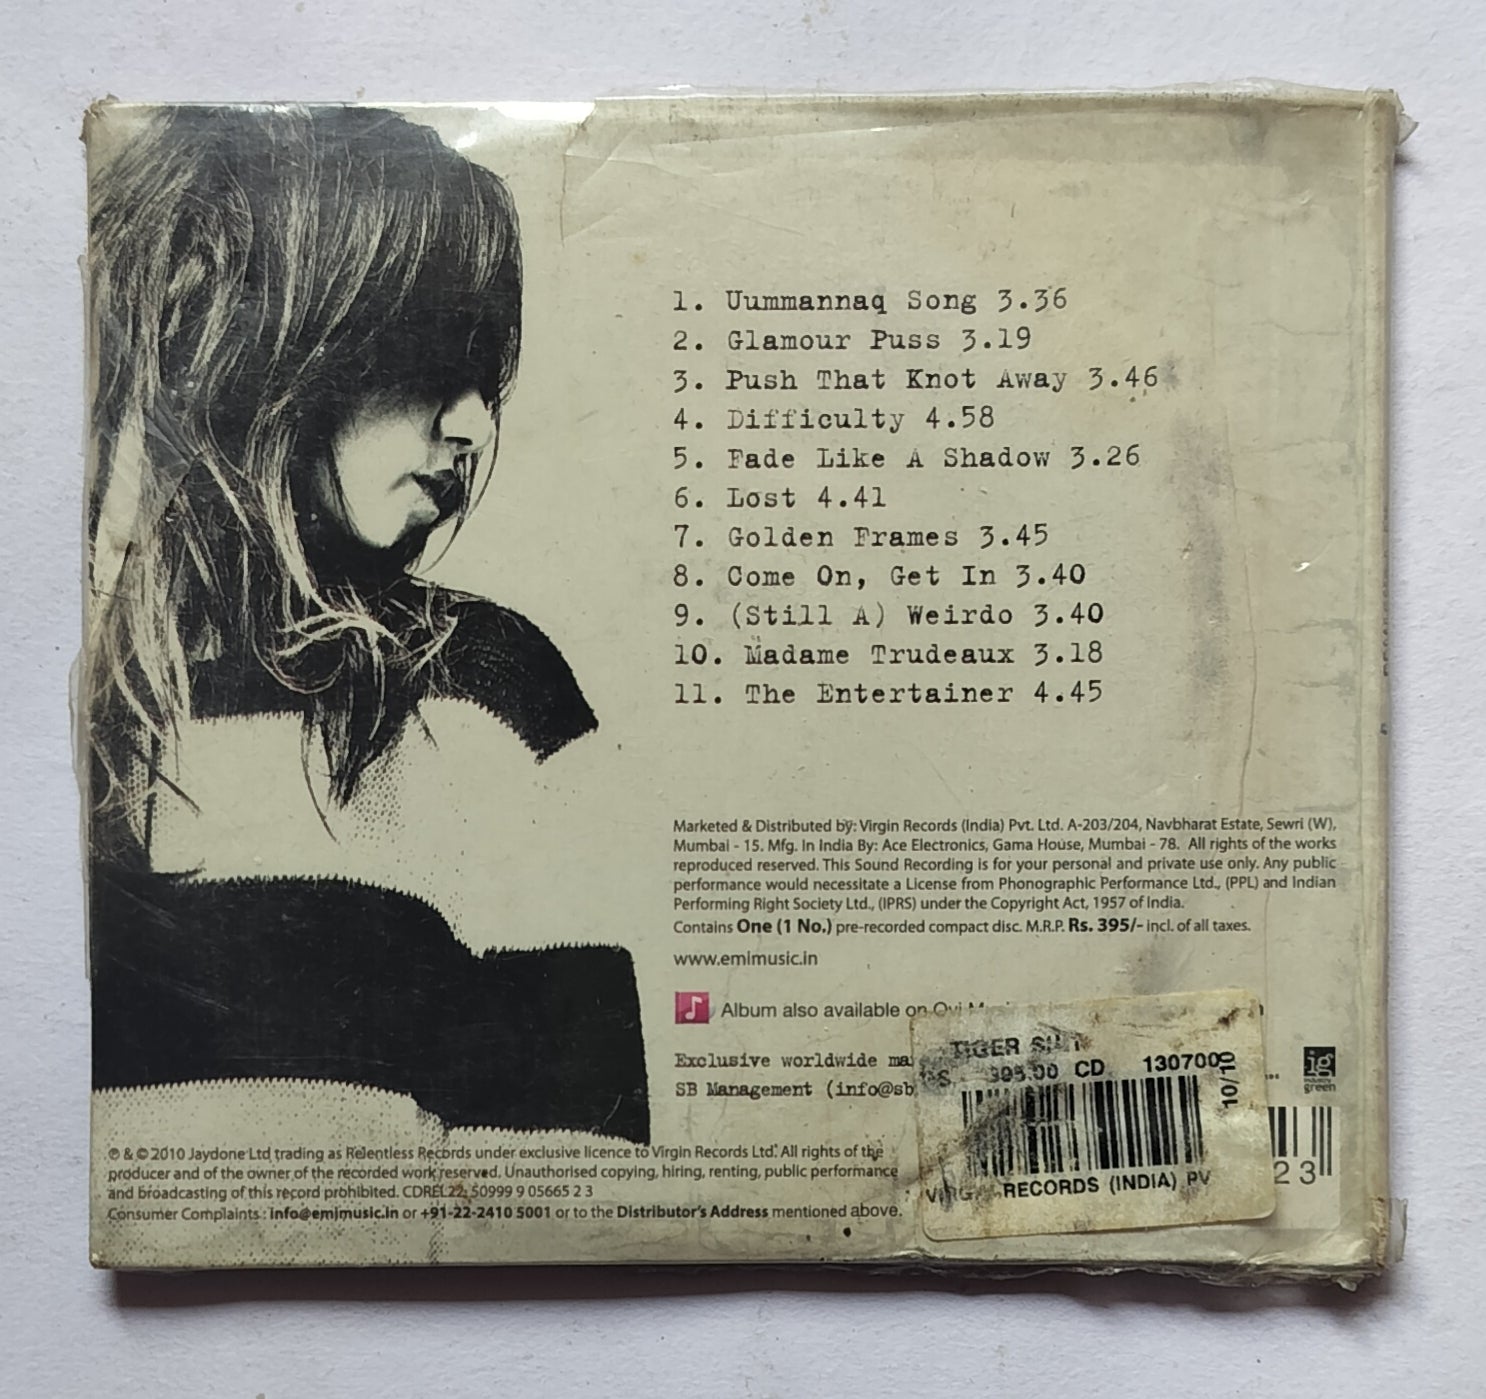 1. Uummannaq Song 3.36
2. Glamour Puss 3.19
3. Push That Knot Away 3.46
4. Difficulty 4.58
5. Fade Like A Shadow 3.26
6. Lost 4.41
7. Golden Frames 3.45
8. Come On, Get In 3.40
9. (Still A) Weirdo 3.40
10. Madame Trudeaux 3.18
11. The Entertainer 4.45
Marketed & Distributed by: Virgin Records (India) Pvt. Ltd. A-203/204, Navbharat Estate, Sewri (W),
Mumbai - 15. Mfg. In India By: Ace Electronics, Gama House, Mumbai - 78. All rights of the works
reproduced reserved. This Sound Recording is for your personal and private use only. Any public
performance would necessitate a License from Phonographic Performance Ltd., (PPL) and Indian
Performing Right Society Ltd., (IPRS) under the Copyright Act, 1957 of India.
Contains One (1 No.) pre-recorded compact disc. M.R.P. Rs. 395/- incl. of all taxes.
www.emimusic.in
Album also available on Ovi
Exclusive worldwide
SB Management (info@sb
TIGER
395.00 CD 130700
10/10
RECORDS (INDIA) PV
ig
industry
green
23
℗ & © 2010 Jaydone Ltd trading as Relentless Records under exclusive licence to Virgin Records Ltd. All rights of the
producer and of the owner of the recorded work reserved. Unauthorised copying, hiring, renting, public performance
and broadcasting of this record prohibited. CDREL22; 50999 9 05665 2 3
Consumer Complaints : info@emimusic.in or +91-22-2410 5001 or to the Distributor's Address mentioned above.